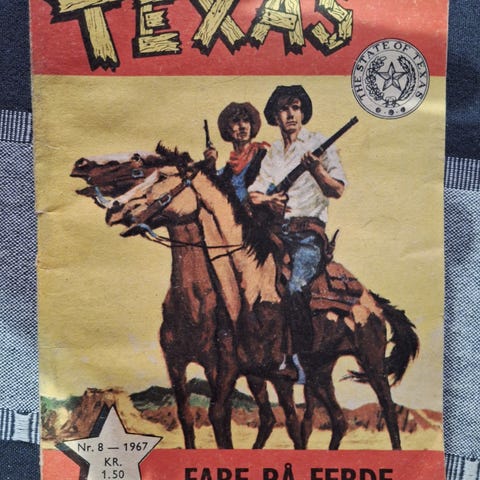 TEXAS
THE STATE OF TEXAS
Nr. 8 — 1967
KR.
1.50
FARE PÅ FERDE